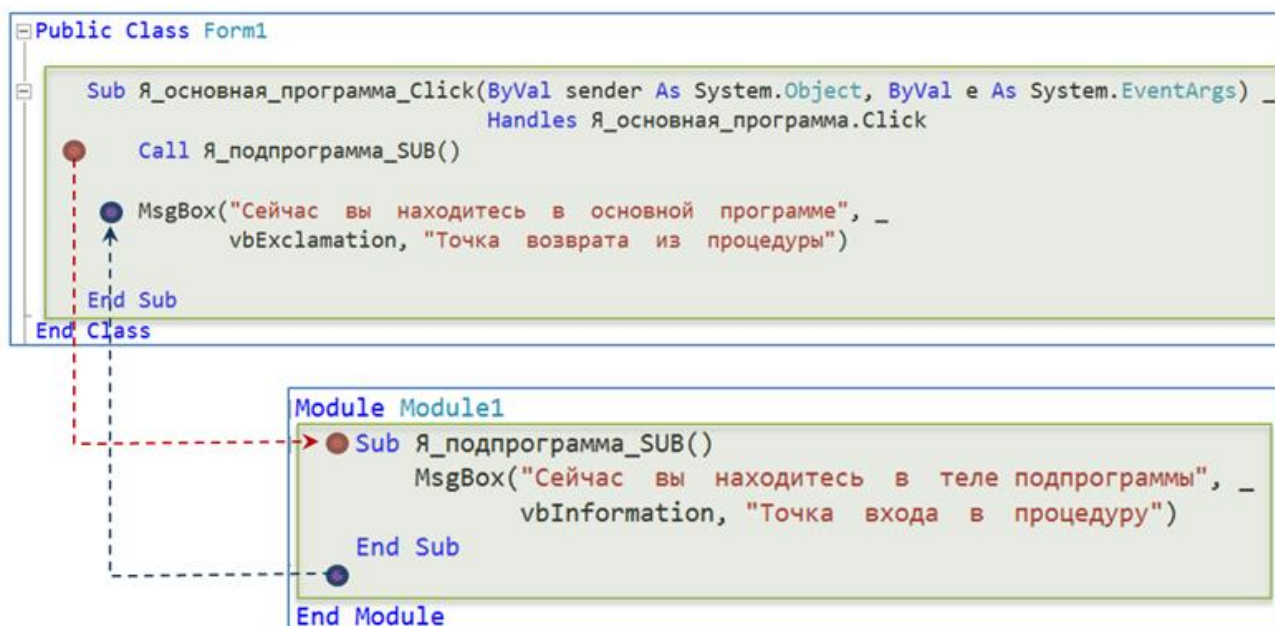 Public Class Form1
Sub Я_основная_программа_Click(ByVal sender As System.Object, ByVal e As System.EventArgs) _
Handles Я_основная_программа.Click
Call Я_подпрограмма_SUB()
MsgBox("Сейчас вы находитесь в основной программе", _
vbExclamation, "Точка возврата из процедуры")
End Sub
End Class
Module Module1
Sub Я_подпрограмма_SUB()
MsgBox("Сейчас вы находитесь в теле подпрограммы", _
vbInformation, "Точка входа в процедуру")
End Sub
End Module